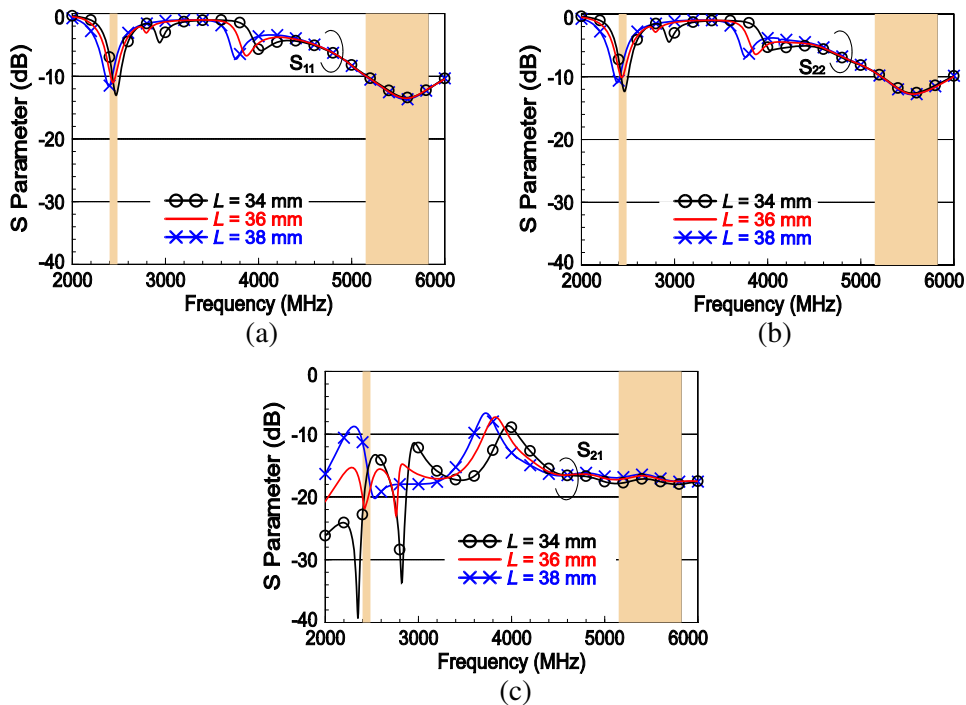 0
-10
-20
-30
-40
S Parameter (dB)
S11
L = 34 mm
L = 36 mm
L = 38 mm
2000 3000 4000 5000 6000
Frequency (MHz)
(a)
0
-10
-20
-30
-40
S Parameter (dB)
S22
L = 34 mm
L = 36 mm
L = 38 mm
2000 3000 4000 5000 6000
Frequency (MHz)
(b)
0
-10
-20
-30
-40
S Parameter (dB)
S21
L = 34 mm
L = 36 mm
L = 38 mm
2000 3000 4000 5000 6000
Frequency (MHz)
(c)